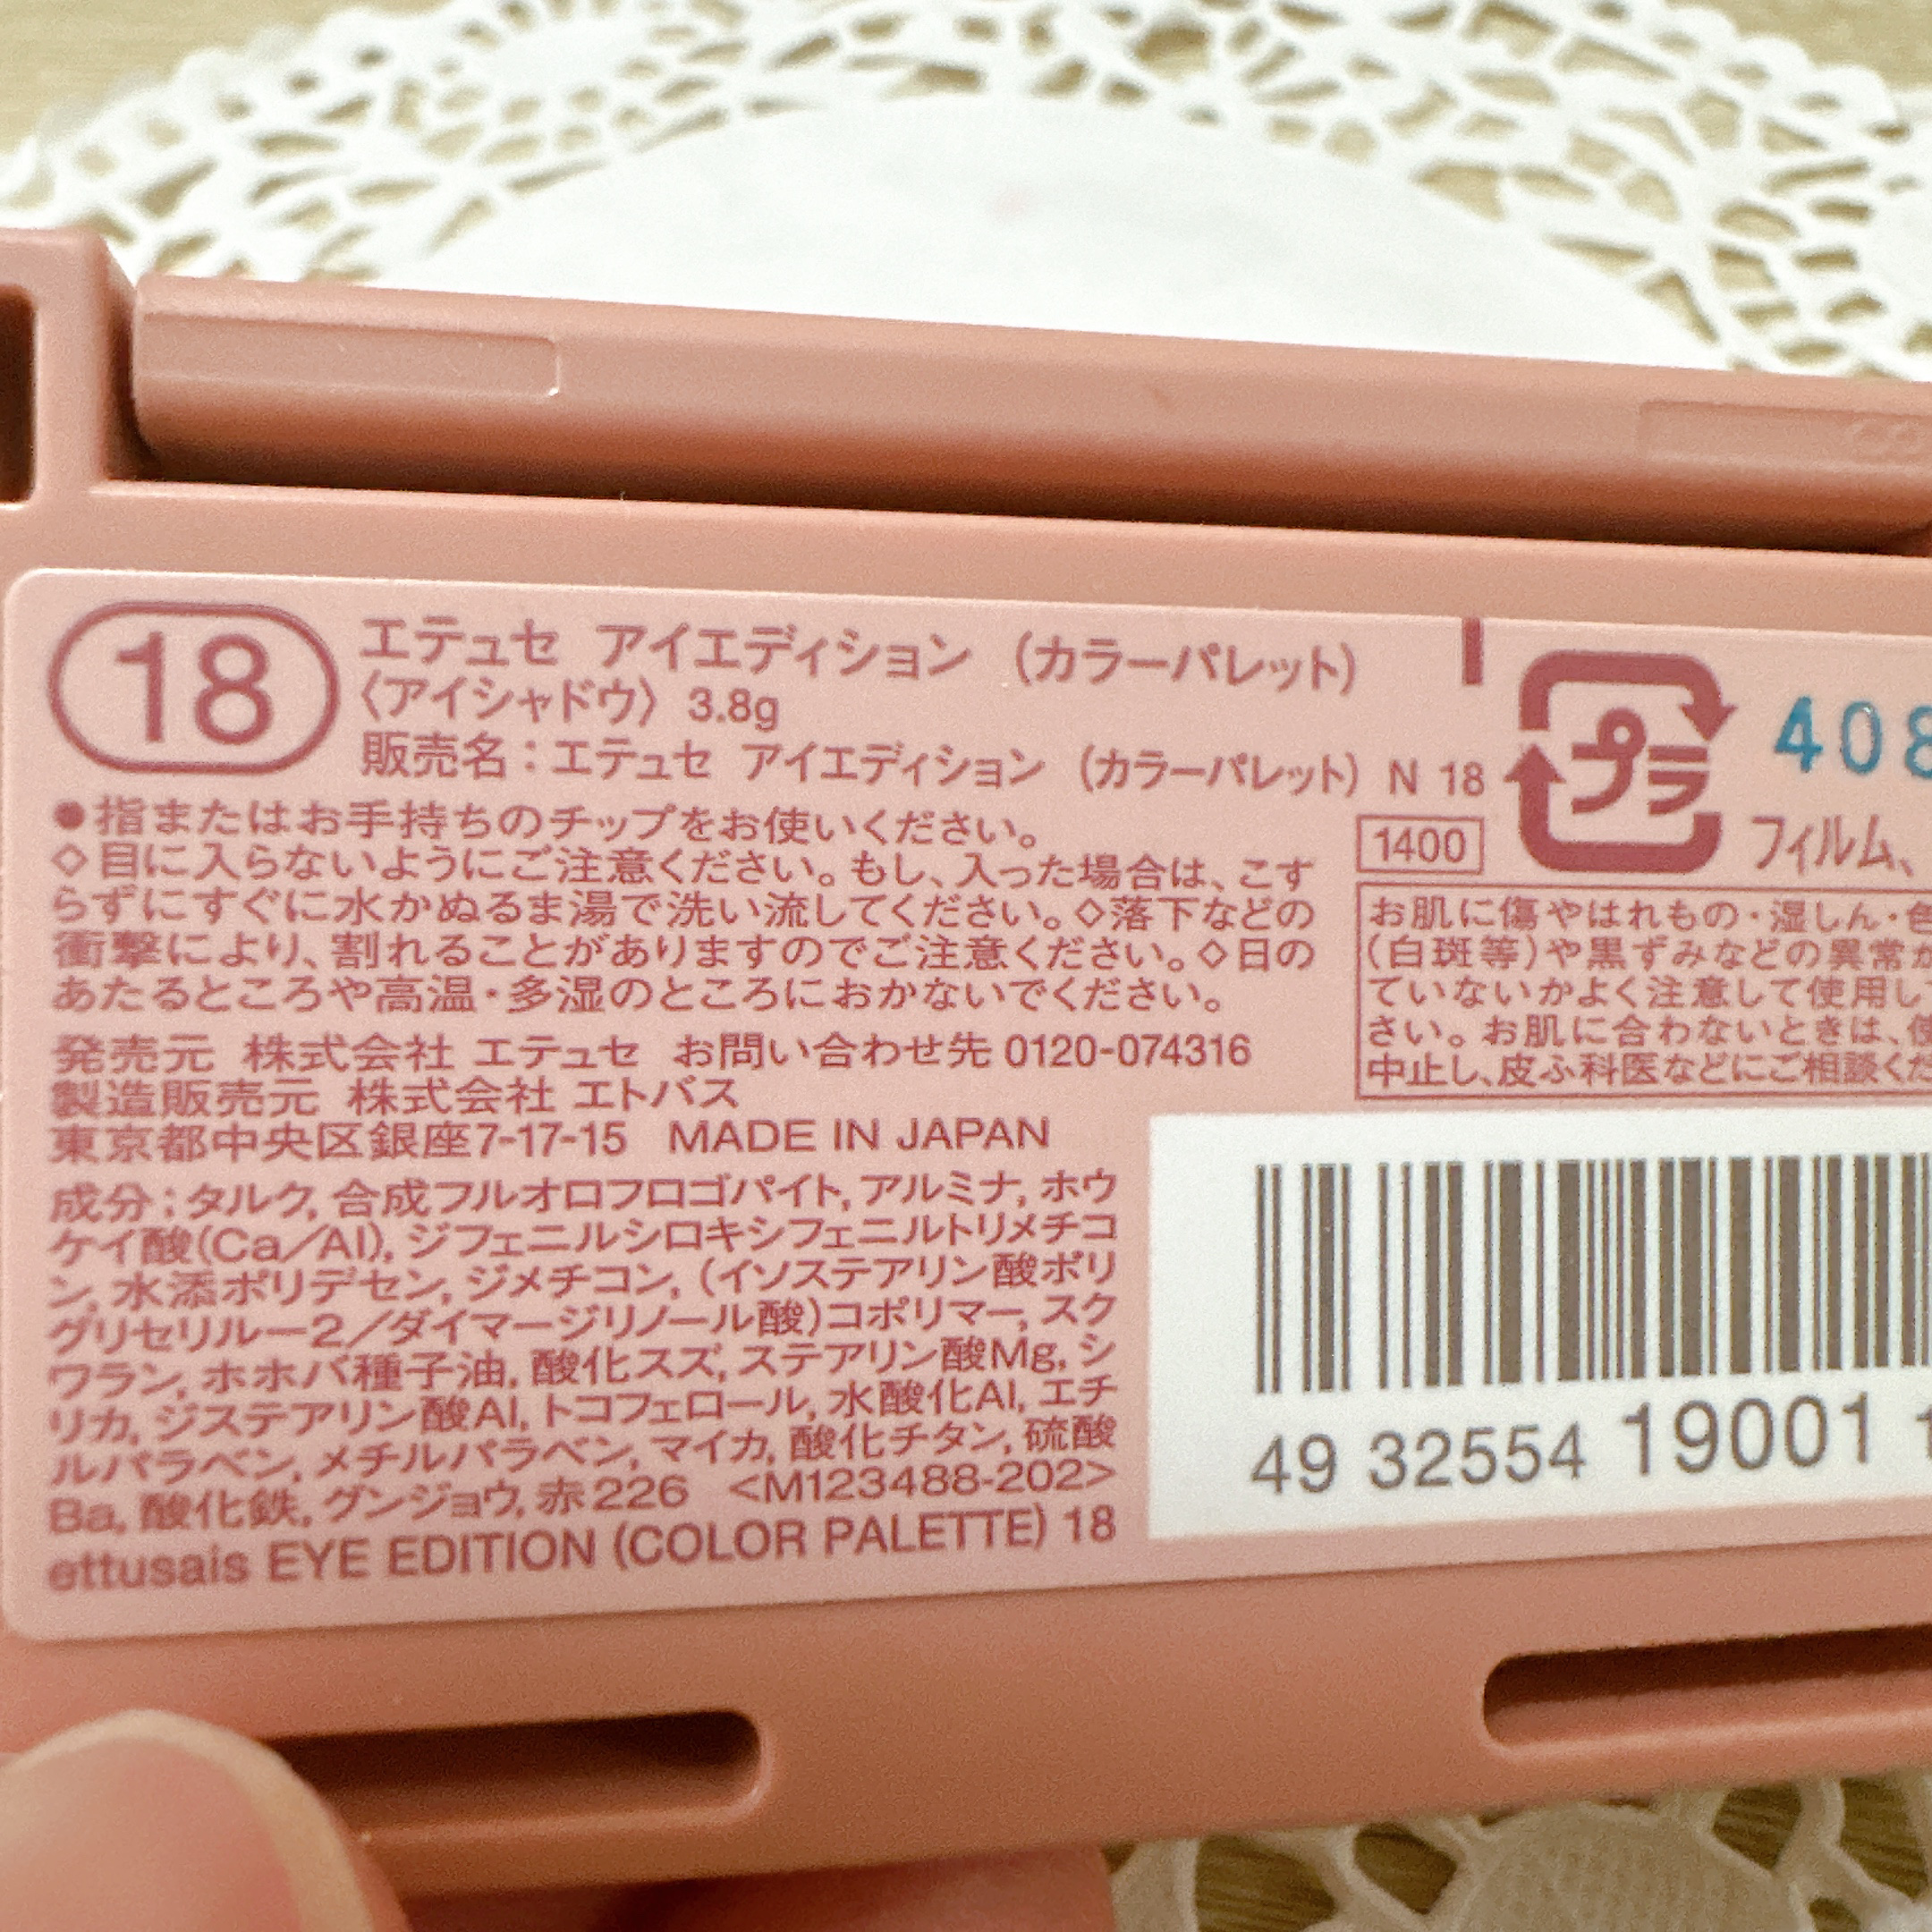 18
エテュセ アイエディション (カラーパレット)
〈アイシャドウ〉 3.8g
販売名：エテュセ アイエディション (カラーパレット) N 18
●指またはお手持ちのチップをお使いください。
◇目に入らないようにご注意ください。もし、入った場合は、こす
らずにすぐに水かぬるま湯で洗い流してください。◇落下などの
衝撃により、割れることがありますのでご注意ください。◇日の
あたるところや高温・多湿のところにおかないでください。
発売元 株式会社 エテュセ お問い合わせ先 0120-074316
製造販売元 株式会社 エトバス
東京都中央区銀座7-17-15 MADE IN JAPAN
成分：タルク, 合成フルオロフロゴパイト, アルミナ, ホウ
ケイ酸(Ca/Al), ジフェニルシロキシフェニルトリメチコ
ン, 水添ポリデセン, ジメチコン, (イソステアリン酸ポリ
グリセリルー2/ダイマージリノール酸)コポリマー, スク
ワラン, ホホバ種子油, 酸化スズ, ステアリン酸Mg, シ
リカ, ジステアリン酸Al, トコフェロール, 水酸化Al, エチ
ルパラベン, メチルパラベン, マイカ, 酸化チタン, 硫酸
Ba, 酸化鉄, グンジョウ, 赤226 <M123488-202>
ettusais EYE EDITION (COLOR PALETTE) 18
プラ
408
フィルム、
1400
お肌に傷やはれもの・湿しん・色
(白斑等)や黒ずみなどの異常が
ていないかよく注意して使用し
さい。お肌に合わないときは、使
中止し、皮ふ科医などにご相談くだ
49 32554 19001